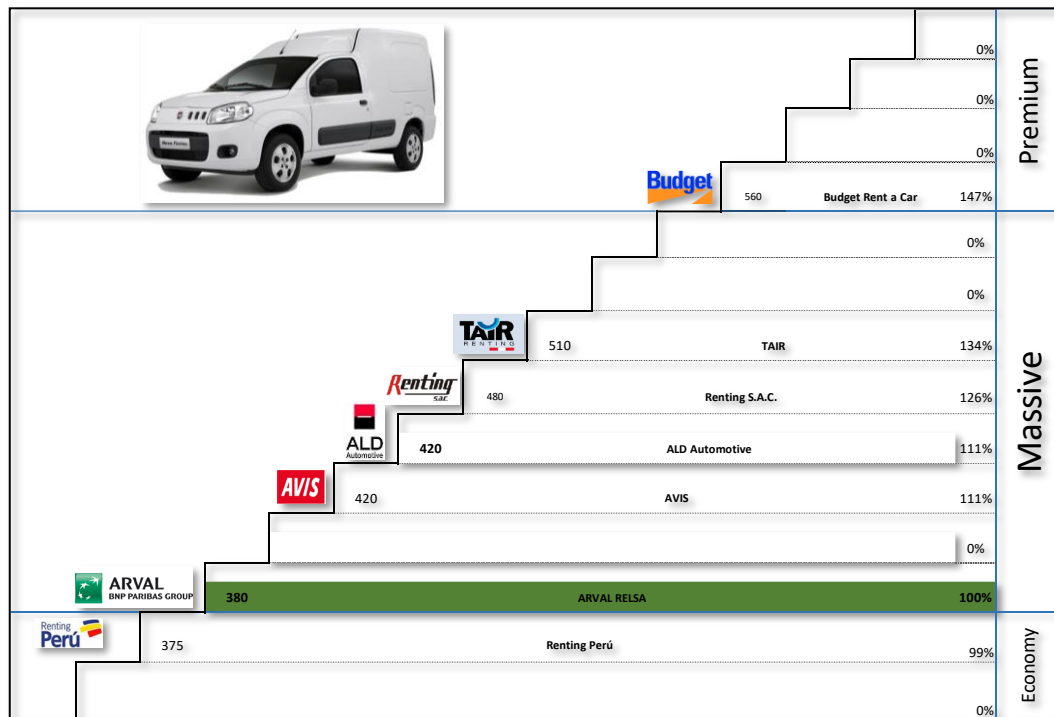 0%
0%
Premium
0%
Budget
560 Budget Rent a Car 147%
0%
0%
TAIR
RENTING
510 TAIR 134%
Renting
S.A.C.
480 Renting S.A.C. 126%
Massive
ALD
Automotive
420 ALD Automotive 111%
AVIS
420 AVIS 111%
0%
ARVAL
BNP PARIBAS GROUP
380 ARVAL RELSA 100%
Renting
Perú
375 Renting Perú 99%
Economy
0%